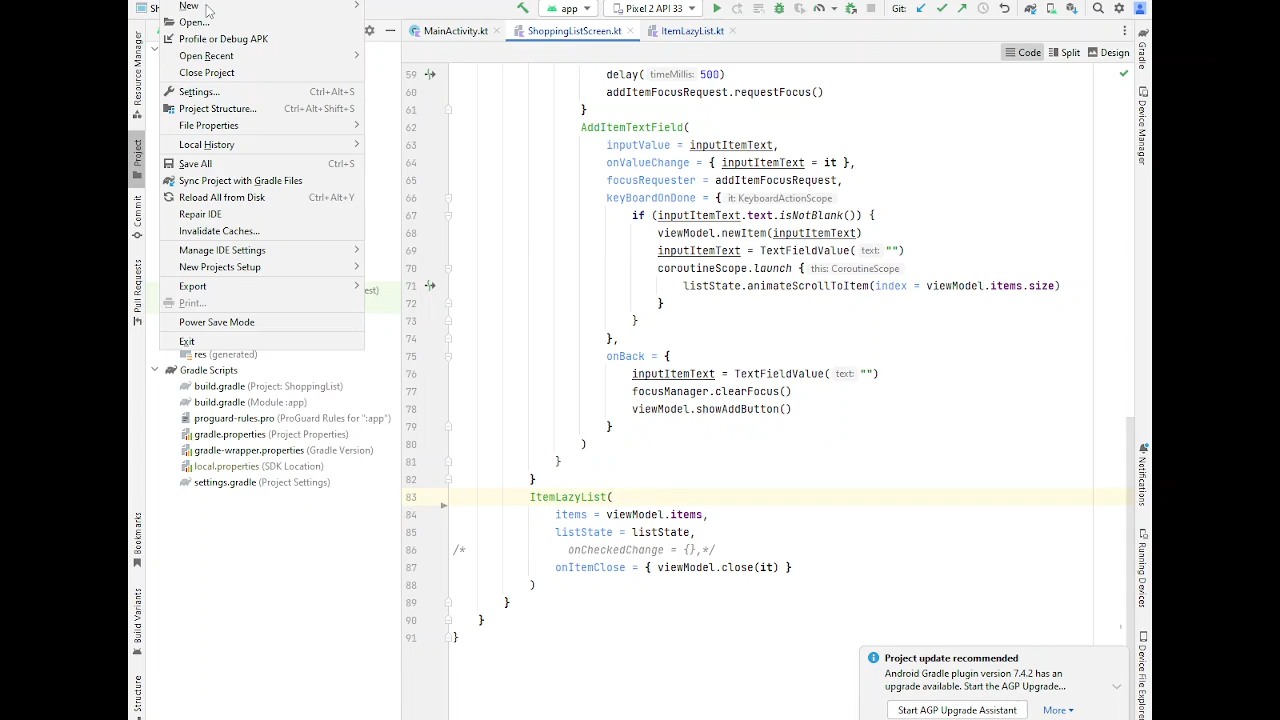 Sh
app
Pixel 2 API 33
Git:
New
Open...
Profile or Debug APK
Open Recent
Close Project
Settings... Ctrl+Alt+S
Project Structure... Ctrl+Alt+Shift+S
File Properties
Local History
Save All Ctrl+S
Sync Project with Gradle Files
Reload All from Disk Ctrl+Alt+Y
Repair IDE
Invalidate Caches...
Manage IDE Settings
New Projects Setup
Export
Print...
Power Save Mode
Exit
est)
res (generated)
Gradle Scripts
build.gradle (Project: ShoppingList)
build.gradle (Module :app)
proguard-rules.pro (ProGuard Rules for ":app")
gradle.properties (Project Properties)
gradle-wrapper.properties (Gradle Version)
local.properties (SDK Location)
settings.gradle (Project Settings)
Resource Manager
Project
Commit
Pull Requests
Bookmarks
Build Variants
Structure
MainActivity.kt
ShoppingListScreen.kt
ItemLazyList.kt
Code
Split
Design
59 delay( timeMillis: 500)
60 addItemFocusRequest.requestFocus()
61 }
62 AddItemTextField(
63 inputValue = inputItemText,
64 onValueChange = { inputItemText = it },
65 focusRequester = addItemFocusRequest,
66 keyBoardOnDone = { it: KeyboardActionScope
67 if (inputItemText.text.isNotBlank()) {
68 viewModel.newItem(inputItemText)
69 inputItemText = TextFieldValue( text: "")
70 coroutineScope.launch { this: CoroutineScope
71 listState.animateScrollToItem(index = viewModel.items.size)
72 }
73 }
74 },
75 onBack = {
76 inputItemText = TextFieldValue( text: "")
77 focusManager.clearFocus()
78 viewModel.showAddButton()
79 }
80 )
81 }
82 }
83 ItemLazyList(
84 items = viewModel.items,
85 listState = listState,
86 /* onCheckedChange = {},*/
87 onItemClose = { viewModel.close(it) }
88 )
89 }
90 }
91 }
Gradle
Device Manager
Notifications
Running Devices
Device File Explorer
Project update recommended
Android Gradle plugin version 7.4.2 has an
upgrade available. Start the AGP Upgrade...
Start AGP Upgrade Assistant
More